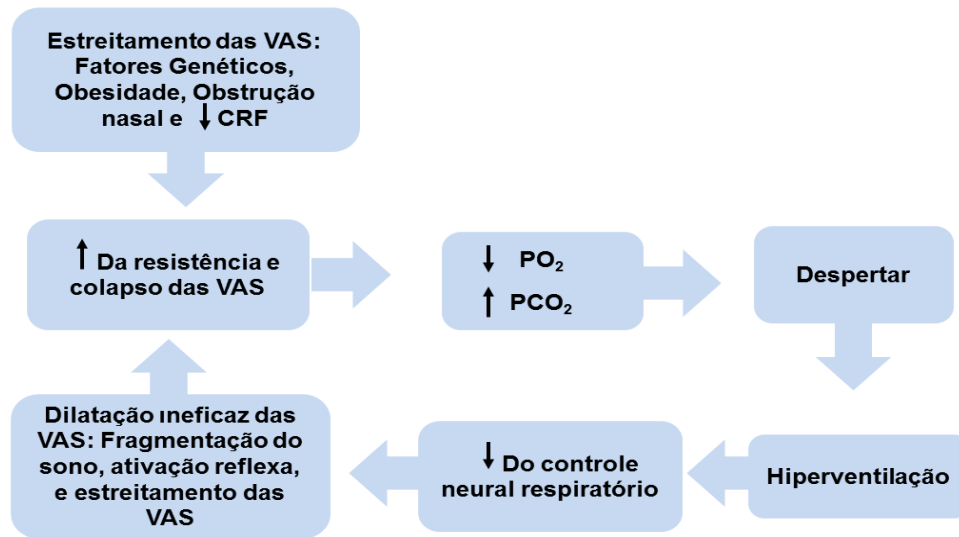 Estreitamento das VAS:
Fatores Genéticos,
Obesidade, Obstrução
nasal e ↓ CRF
↑ Da resistência e
colapso das VAS
↓ PO₂
↑ PCO₂
Despertar
Dilatação ineficaz das
VAS: Fragmentação do
sono, ativação reflexa,
e estreitamento das
VAS
↓ Do controle
neural respiratório
Hiperventilação